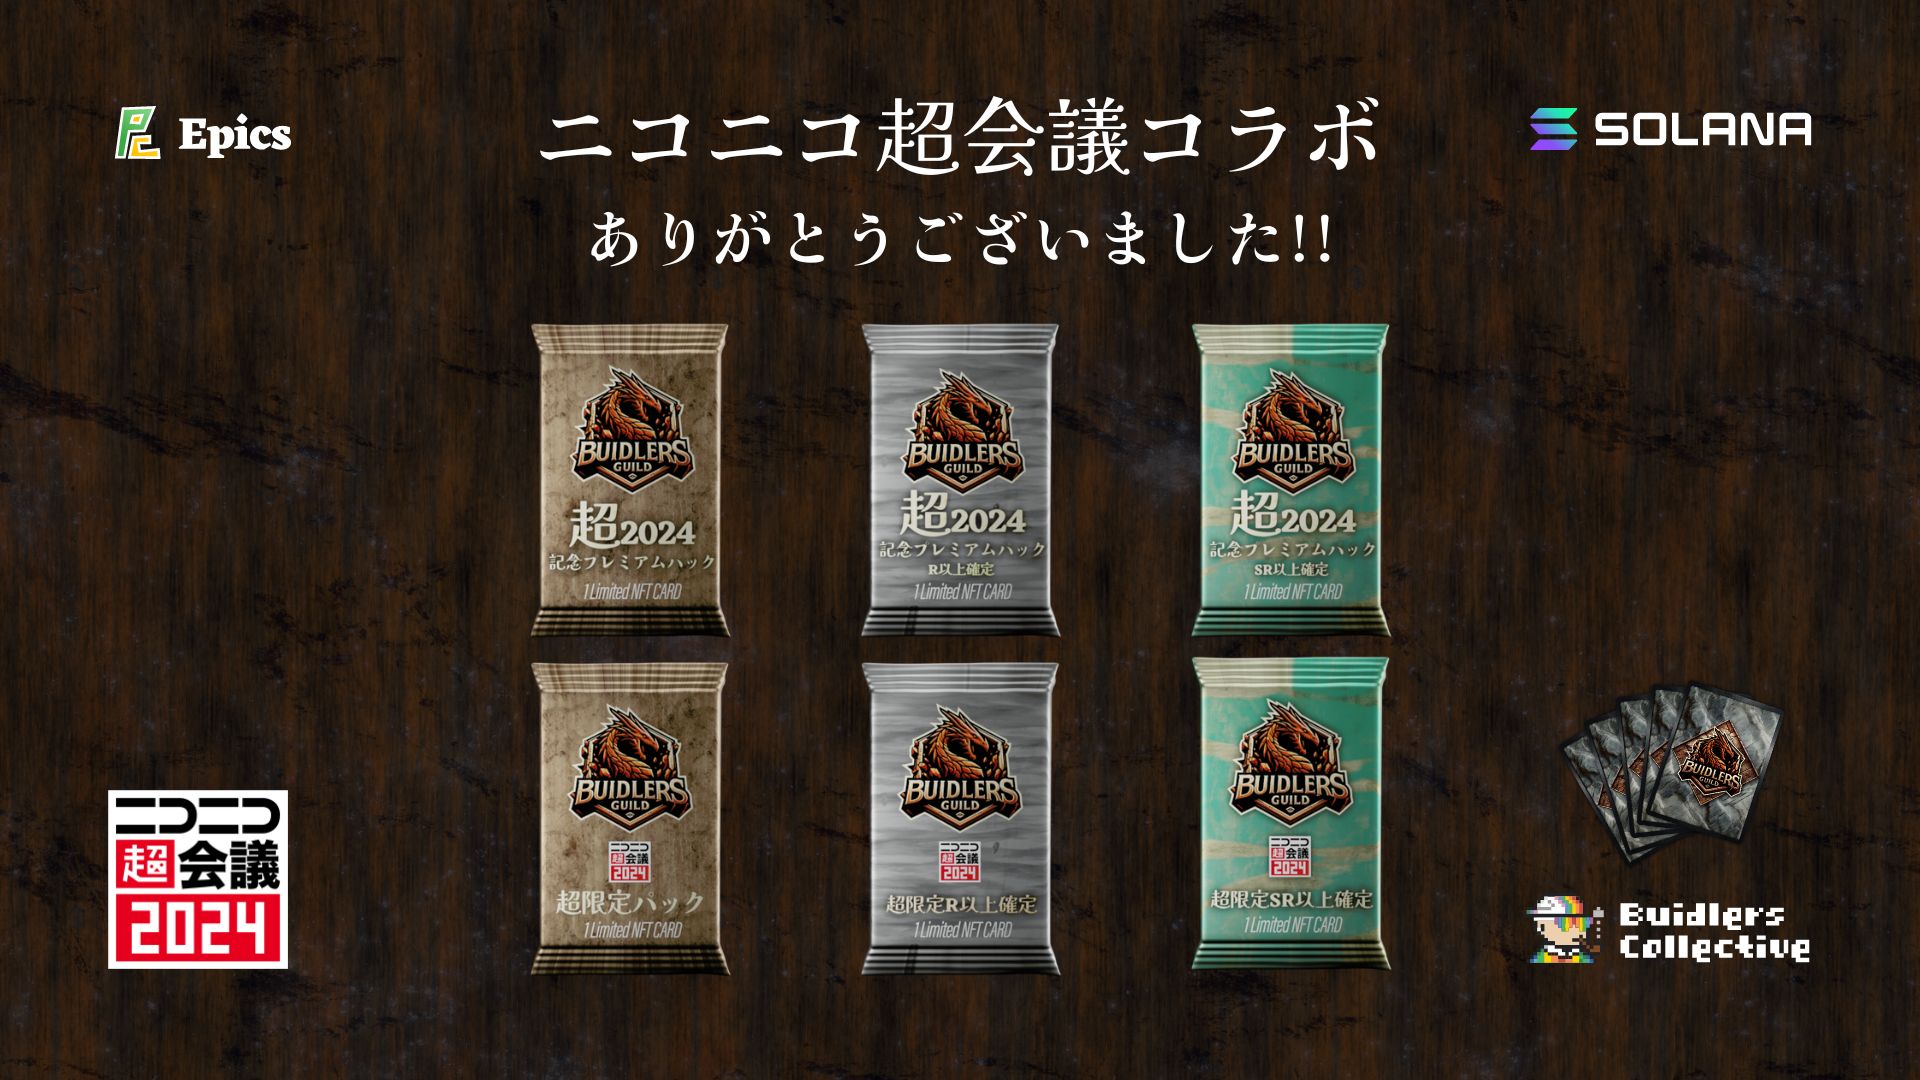 Epics
ニコニコ超会議コラボ
ありがとうございました!!
SOLANA
BUIDLERS
GUILD
超2024
記念プレミアムパック
1 Limited NFT CARD
BUIDLERS
GUILD
超2024
記念プレミアムパック
R以上確定
1 Limited NFT CARD
BUIDLERS
GUILD
超2024
記念プレミアムパック
SR以上確定
1 Limited NFT CARD
BUIDLERS
GUILD
ニコニコ
超会議
2024
超限定パック
1 Limited NFT CARD
BUIDLERS
GUILD
ニコニコ
超会議
2024
超限定R以上確定
1 Limited NFT CARD
BUIDLERS
GUILD
ニコニコ
超会議
2024
超限定SR以上確定
1 Limited NFT CARD
ニコニコ
超会議
2024
BUIDLERS
GUILD
Buidlers
Collective